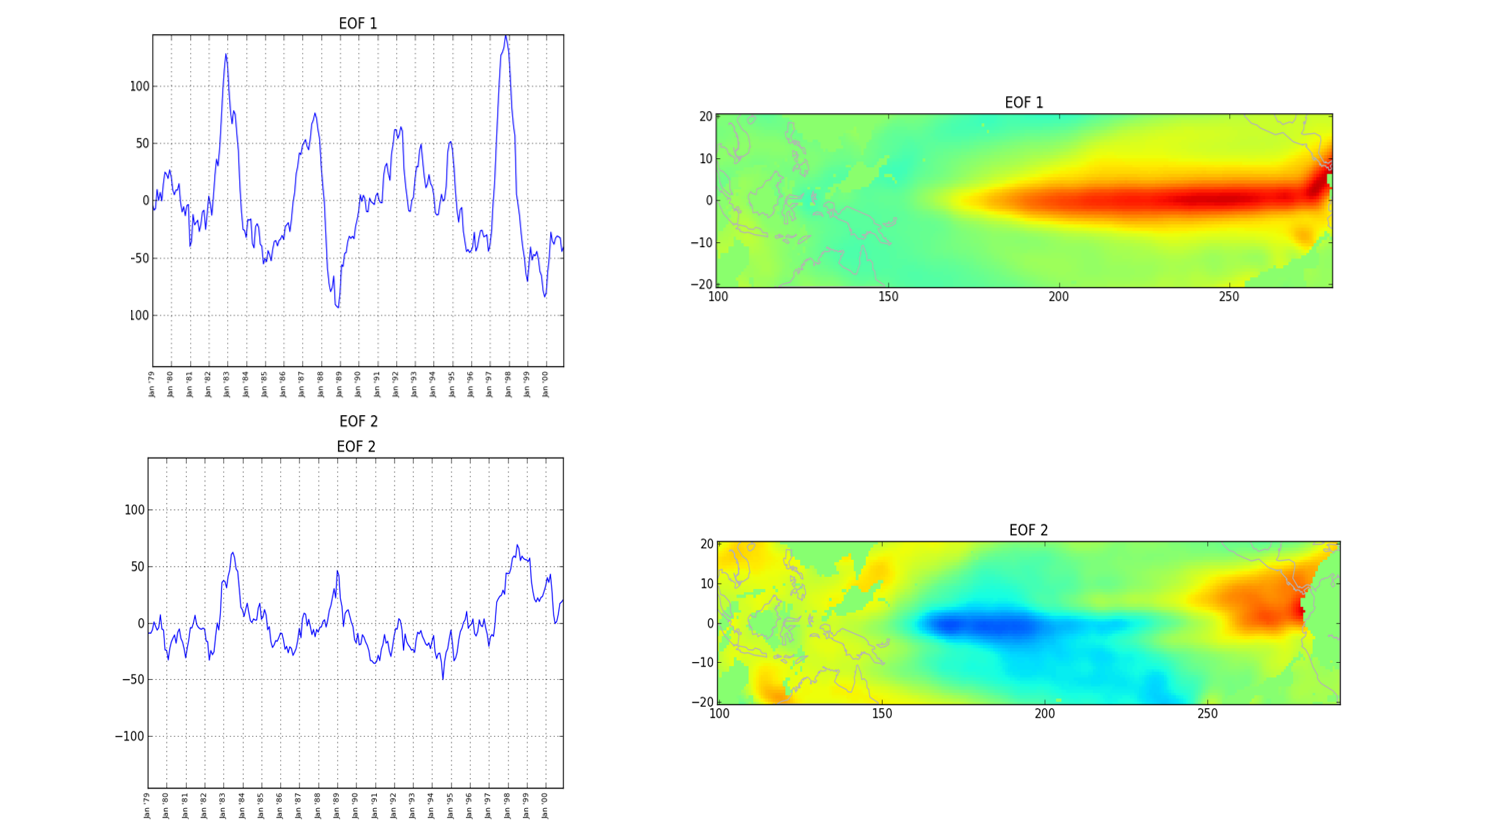 EOF 1
100
50
0
−50
100
Jan '79
Jan '80
Jan '81
Jan '82
Jan '83
Jan '84
Jan '85
Jan '86
Jan '87
Jan '88
Jan '89
Jan '90
Jan '91
Jan '92
Jan '93
Jan '94
Jan '95
Jan '96
Jan '97
Jan '98
Jan '99
Jan '00
EOF 1
20
10
0
−10
−20
100
150
200
250
EOF 2
EOF 2
100
50
0
−50
−100
Jan '79
Jan '80
Jan '81
Jan '82
Jan '83
Jan '84
Jan '85
Jan '86
Jan '87
Jan '88
Jan '89
Jan '90
Jan '91
Jan '92
Jan '93
Jan '94
Jan '95
Jan '96
Jan '97
Jan '98
Jan '99
Jan '00
EOF 2
20
10
0
−10
−20
100
150
200
250